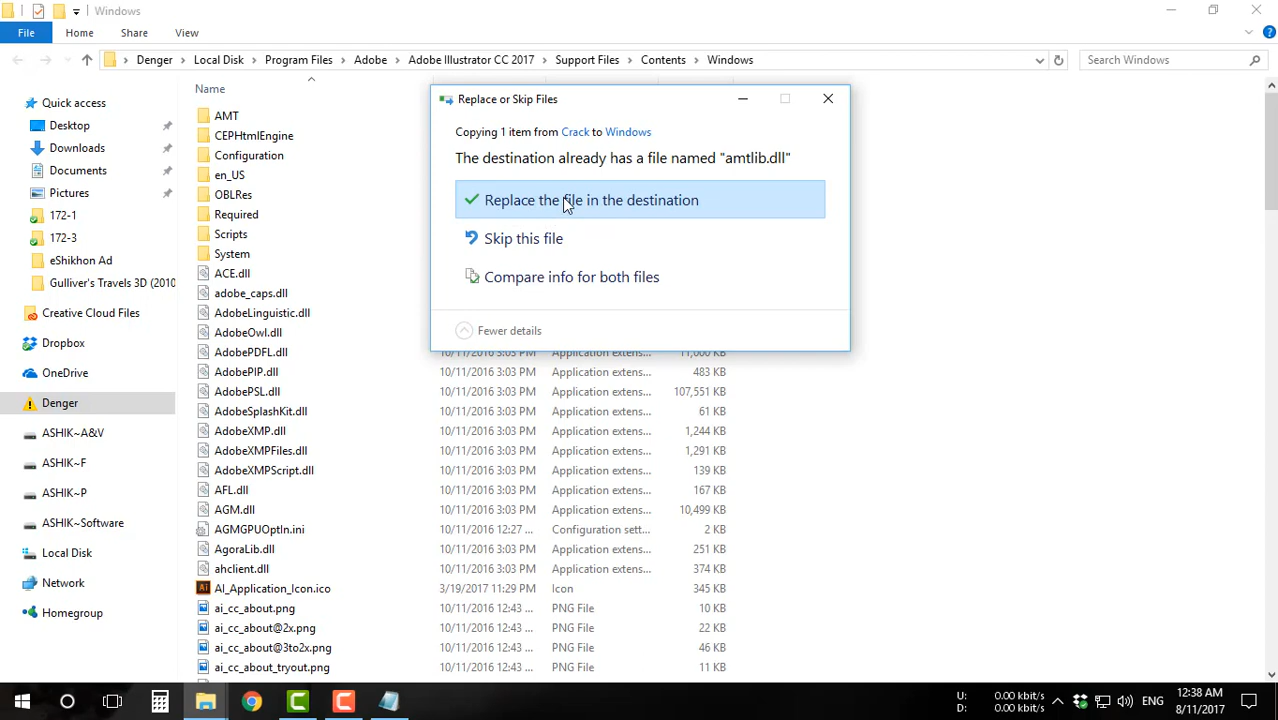 Windows
File Home Share View
Denger Local Disk Program Files Adobe Adobe Illustrator CC 2017 Support Files Contents Windows Search Windows
Quick access
Desktop
Downloads
Documents
Pictures
172-1
172-3
eShikhon Ad
Gulliver's Travels 3D (2010
Creative Cloud Files
Dropbox
OneDrive
Denger
ASHIK~A&V
ASHIK~F
ASHIK~P
ASHIK~Software
Local Disk
Network
Homegroup
Name
AMT
CEPHtmlEngine
Configuration
en_US
OBLRes
Required
Scripts
System
ACE.dll
adobe_caps.dll
AdobeLinguistic.dll
AdobeOwl.dll
AdobePDFL.dll 10/11/2016 3:03 PM Application extens... 11,000 KB
AdobePIP.dll 10/11/2016 3:03 PM Application extens... 483 KB
AdobePSL.dll 10/11/2016 3:03 PM Application extens... 107,551 KB
AdobeSplashKit.dll 10/11/2016 3:03 PM Application extens... 61 KB
AdobeXMP.dll 10/11/2016 3:03 PM Application extens... 1,244 KB
AdobeXMPFiles.dll 10/11/2016 3:03 PM Application extens... 1,291 KB
AdobeXMPScript.dll 10/11/2016 3:03 PM Application extens... 139 KB
AFL.dll 10/11/2016 3:03 PM Application extens... 167 KB
AGM.dll 10/11/2016 3:03 PM Application extens... 10,499 KB
AGMGPUOptIn.ini 10/11/2016 12:27 ... Configuration sett... 2 KB
AgoraLib.dll 10/11/2016 3:03 PM Application extens... 251 KB
ahclient.dll 10/11/2016 3:03 PM Application extens... 374 KB
AI_Application_Icon.ico 3/19/2017 11:29 PM Icon 345 KB
ai_cc_about.png 10/11/2016 12:43 ... PNG File 10 KB
ai_cc_about@2x.png 10/11/2016 12:43 ... PNG File 22 KB
ai_cc_about@3to2x.png 10/11/2016 12:43 ... PNG File 46 KB
ai_cc_about_tryout.png 10/11/2016 12:43 ... PNG File 11 KB
Replace or Skip Files
Copying 1 item from Crack to Windows
The destination already has a file named "amtlib.dll"
Replace the file in the destination
Skip this file
Compare info for both files
Fewer details
U: 0.00 kbit/s
D: 0.00 kbit/s
ENG
12:38 AM
8/11/2017